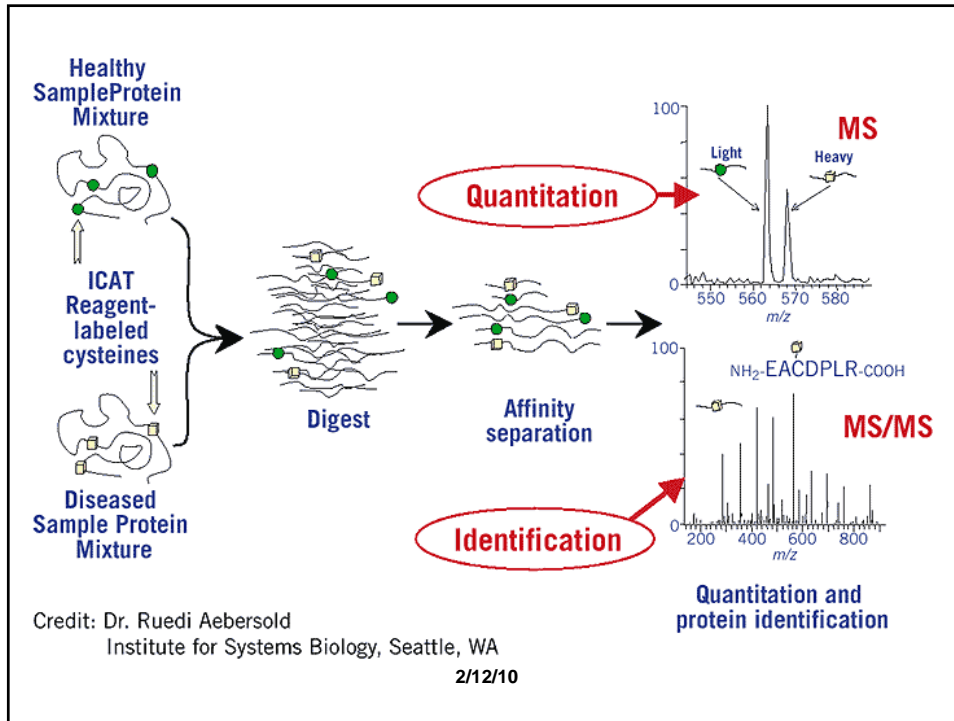 Healthy
SampleProtein
Mixture
ICAT
Reagent-
labeled
cysteines
Diseased
Sample Protein
Mixture
Digest
Affinity
separation
Quantitation
Identification
100
MS
Light
Heavy
0
550
560
570
580
m/z
100
NH2-EACDPLR-COOH
MS/MS
0
200
400
600
800
m/z
Quantitation and
protein identification
Credit: Dr. Ruedi Aebersold
Institute for Systems Biology, Seattle, WA
2/12/10